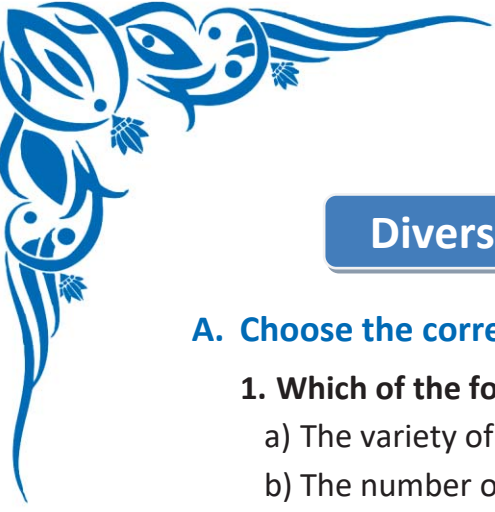 Divers
A. Choose the corre
1. Which of the fo
a) The variety of
b) The number o